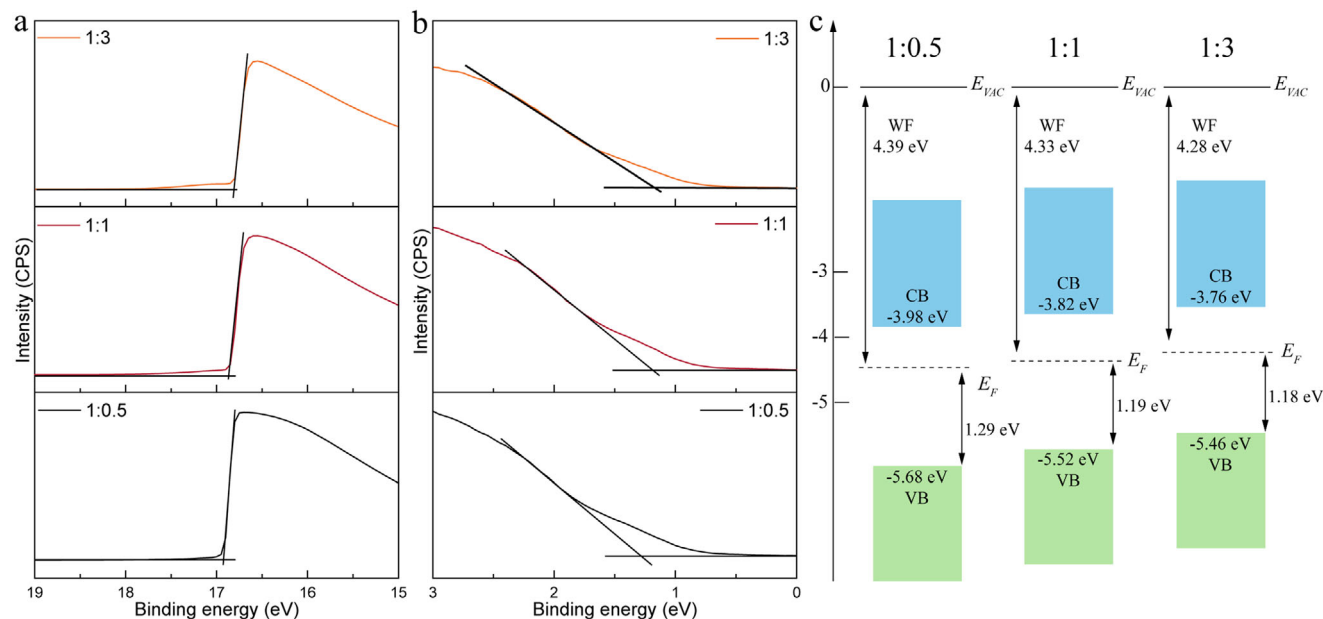 a
1:3
1:1
1:0.5
Intensity (CPS)
19
18
17
16
15
Binding energy (eV)
b
1:3
1:1
1:0.5
Intensity (CPS)
3
2
1
0
Binding energy (eV)
c
1:0.5
1:1
1:3
0
-3
-4
-5
E_VAC
WF
4.39 eV
CB
-3.98 eV
E_F
1.29 eV
-5.68 eV
VB
E_VAC
WF
4.33 eV
CB
-3.82 eV
E_F
1.19 eV
-5.52 eV
VB
E_VAC
WF
4.28 eV
CB
-3.76 eV
E_F
1.18 eV
-5.46 eV
VB